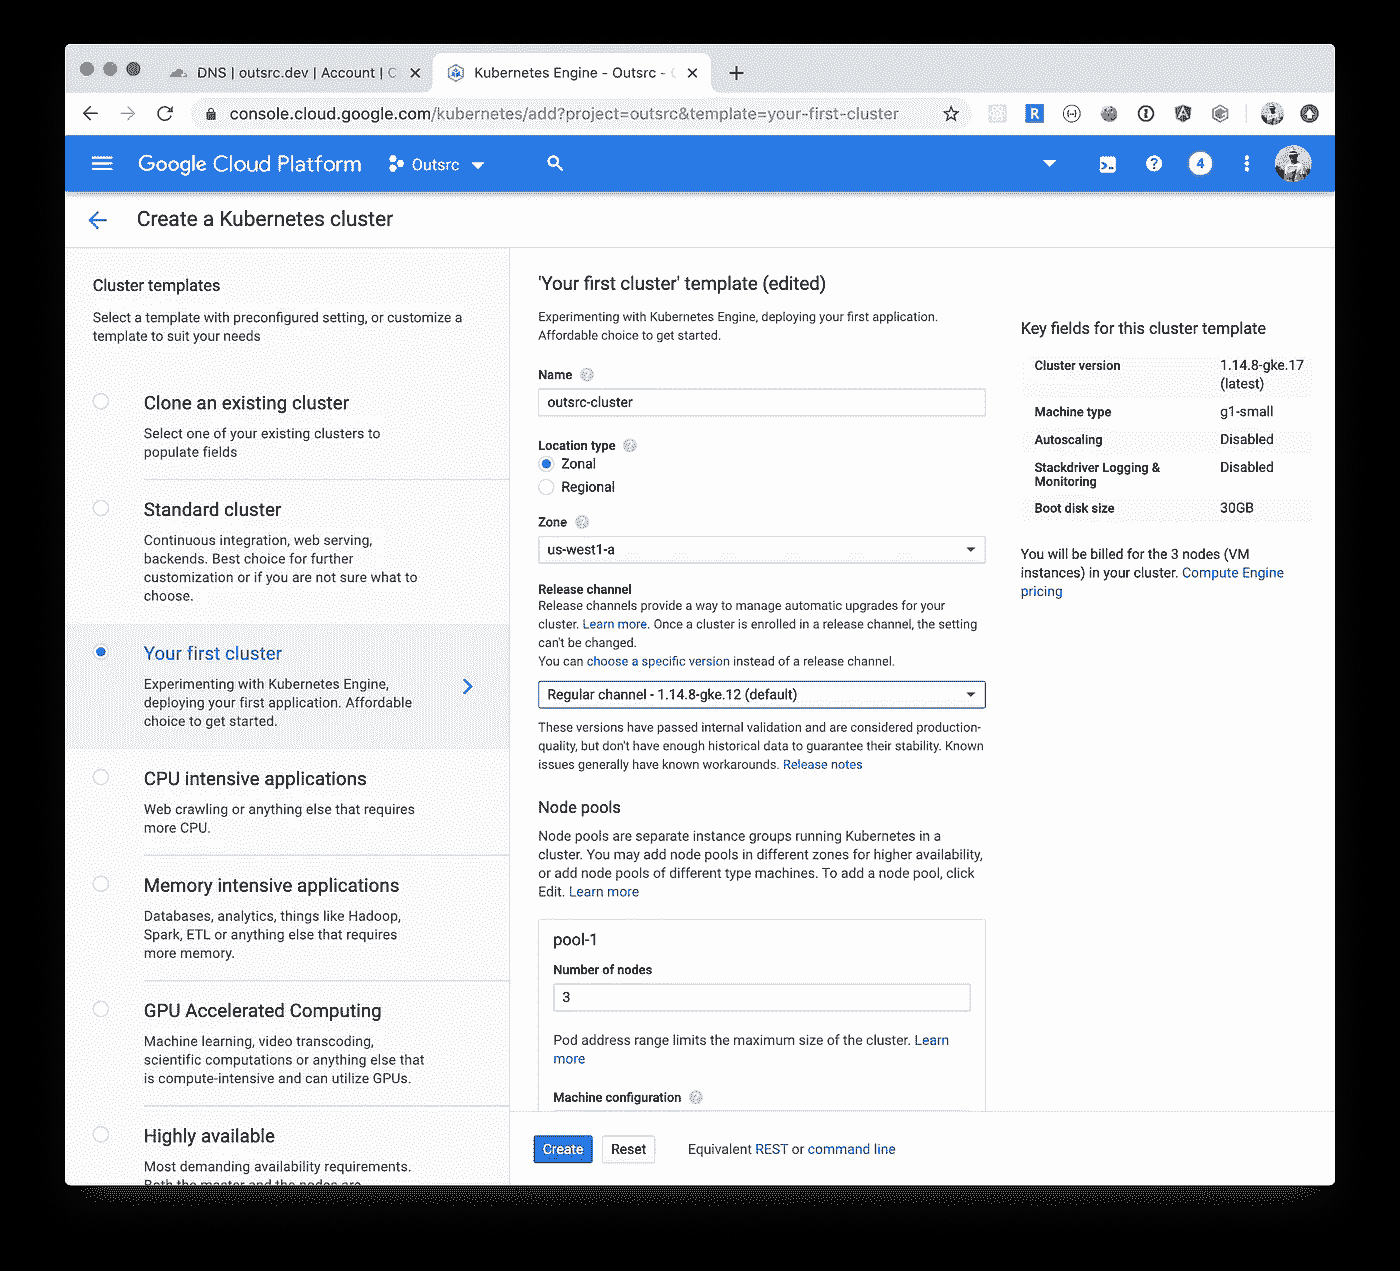 DNS | outsrc.dev | Account | C
Kubernetes Engine - Outsrc -
console.cloud.google.com/kubernetes/add?project=outsrc&template=your-first-cluster
R
Google Cloud Platform
Outsrc
4
Create a Kubernetes cluster
Cluster templates
Select a template with preconfigured setting, or customize a
template to suit your needs
Clone an existing cluster
Select one of your existing clusters to
populate fields
Standard cluster
Continuous integration, web serving,
backends. Best choice for further
customization or if you are not sure what to
choose.
Your first cluster
Experimenting with Kubernetes Engine,
deploying your first application. Affordable
choice to get started.
CPU intensive applications
Web crawling or anything else that requires
more CPU.
Memory intensive applications
Databases, analytics, things like Hadoop,
Spark, ETL or anything else that requires
more memory.
GPU Accelerated Computing
Machine learning, video transcoding,
scientific computations or anything else that
is compute-intensive and can utilize GPUs.
Highly available
Most demanding availability requirements.
Both the master and the nodes are
'Your first cluster' template (edited)
Experimenting with Kubernetes Engine, deploying your first application.
Affordable choice to get started.
Name
outsrc-cluster
Location type
Zonal
Regional
Zone
us-west1-a
Release channel
Release channels provide a way to manage automatic upgrades for your
cluster. Learn more. Once a cluster is enrolled in a release channel, the setting
can't be changed.
You can choose a specific version instead of a release channel.
Regular channel - 1.14.8-gke.12 (default)
These versions have passed internal validation and are considered production-
quality, but don't have enough historical data to guarantee their stability. Known
issues generally have known workarounds. Release notes
Node pools
Node pools are separate instance groups running Kubernetes in a
cluster. You may add node pools in different zones for higher availability,
or add node pools of different type machines. To add a node pool, click
Edit. Learn more
pool-1
Number of nodes
3
Pod address range limits the maximum size of the cluster. Learn
more
Machine configuration
Create
Reset
Equivalent REST or command line
Key fields for this cluster template
Cluster version 1.14.8-gke.17
(latest)
Machine type g1-small
Autoscaling Disabled
Stackdriver Logging & Disabled
Monitoring
Boot disk size 30GB
You will be billed for the 3 nodes (VM
instances) in your cluster. Compute Engine
pricing